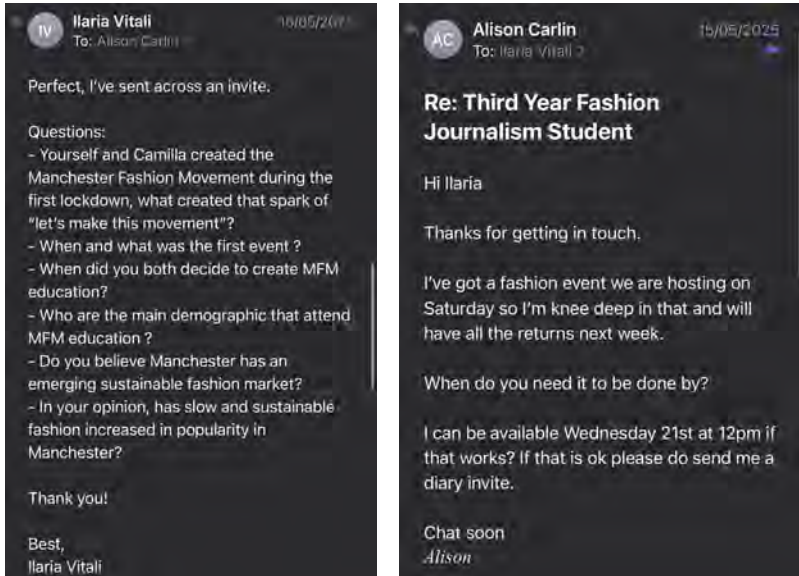 IV
Ilaria Vitali
To: Alison Carlin
Perfect, I've sent across an invite.
Questions:
- Yourself and Camilla created the
Manchester Fashion Movement during the
first lockdown, what created that spark of
"let's make this movement"?
- When and what was the first event ?
- When did you both decide to create MFM
education?
- Who are the main demographic that attend
MFM education ?
- Do you believe Manchester has an
emerging sustainable fashion market?
- In your opinion, has slow and sustainable
fashion increased in popularity in
Manchester?
Thank you!
Best,
Ilaria Vitali
AC
Alison Carlin
15/05/2025
To: Ilaria Vitali
Re: Third Year Fashion
Journalism Student
Hi Ilaria
Thanks for getting in touch.
I've got a fashion event we are hosting on
Saturday so I'm knee deep in that and will
have all the returns next week.
When do you need it to be done by?
I can be available Wednesday 21st at 12pm if
that works? If that is ok please do send me a
diary invite.
Chat soon
Alison